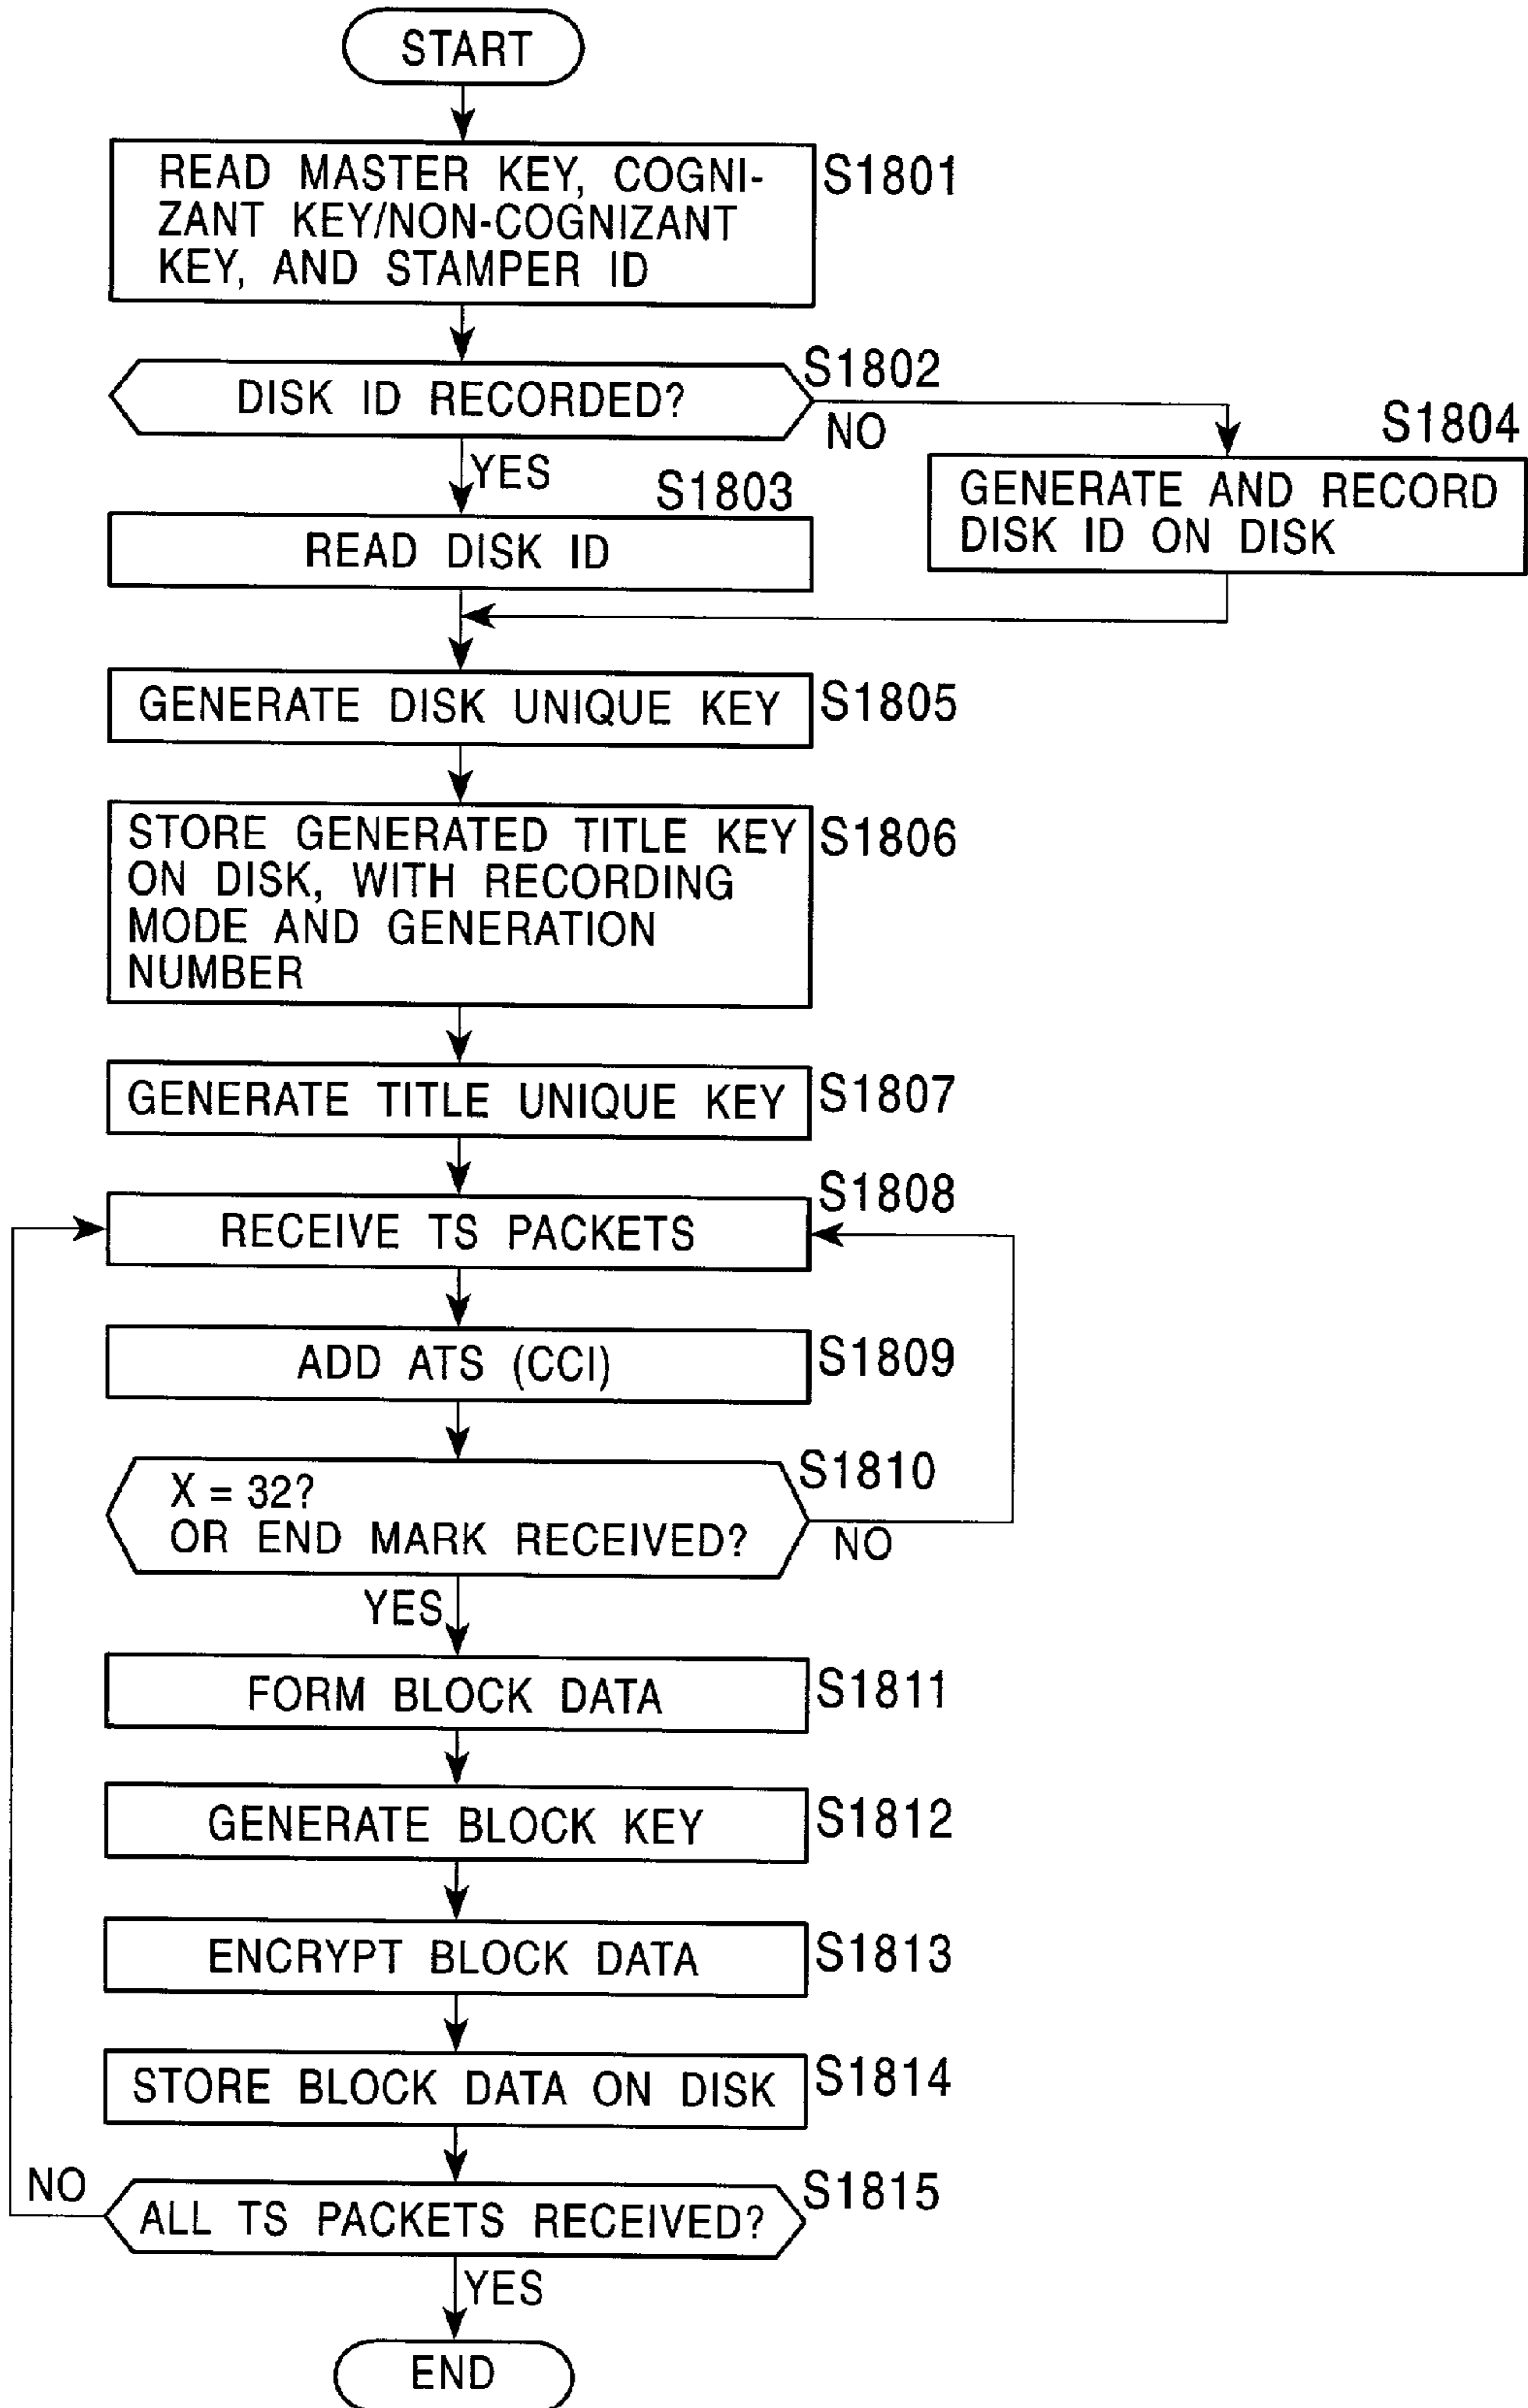 START
READ MASTER KEY, COGNI-
ZANT KEY/NON-COGNIZANT
KEY, AND STAMPER ID
S1801
DISK ID RECORDED?
S1802
NO
YES
S1803
READ DISK ID
S1804
GENERATE AND RECORD
DISK ID ON DISK
GENERATE DISK UNIQUE KEY
S1805
STORE GENERATED TITLE KEY
ON DISK, WITH RECORDING
MODE AND GENERATION
NUMBER
S1806
GENERATE TITLE UNIQUE KEY
S1807
RECEIVE TS PACKETS
S1808
ADD ATS (CCI)
S1809
X = 32?
OR END MARK RECEIVED?
S1810
NO
YES
FORM BLOCK DATA
S1811
GENERATE BLOCK KEY
S1812
ENCRYPT BLOCK DATA
S1813
STORE BLOCK DATA ON DISK
S1814
NO
ALL TS PACKETS RECEIVED?
S1815
YES
END